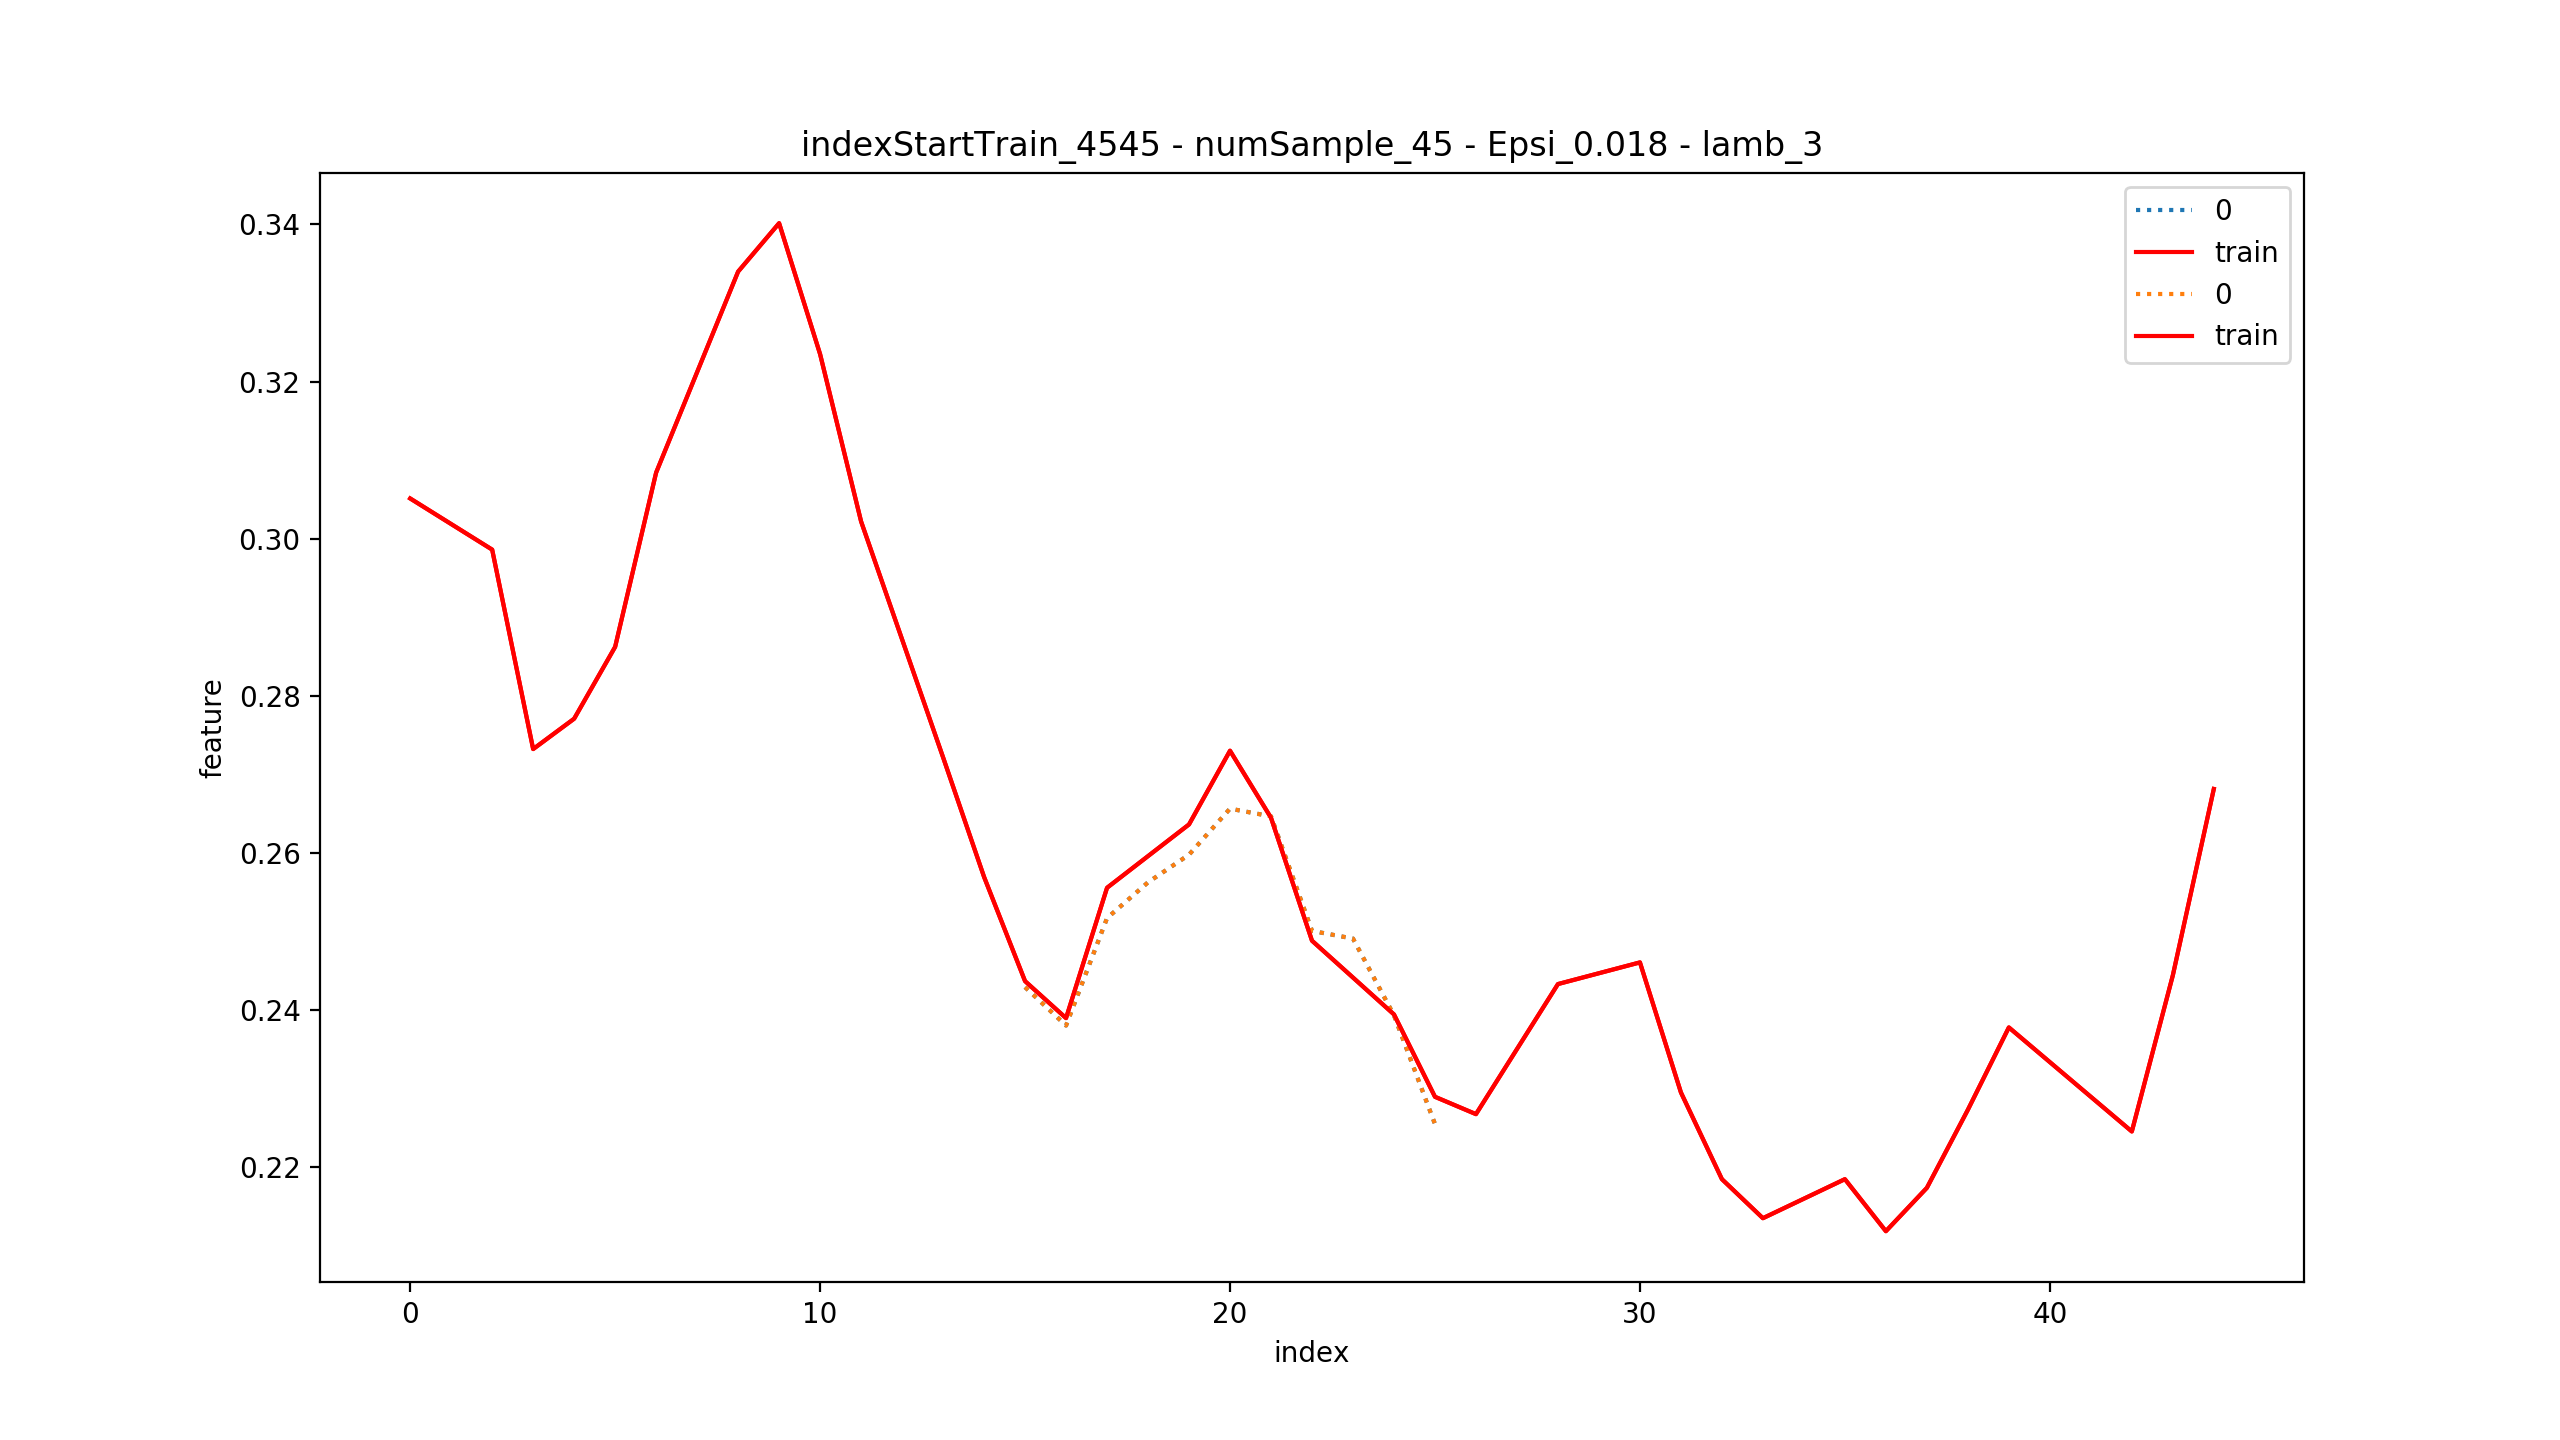 indexStartTrain_4545 - numSample_45 - Epsi_0.018 - lamb_3
0
train
0
train
0.34
0.32
0.30
0.28
0.26
0.24
0.22
feature
0 10 20 30 40
index